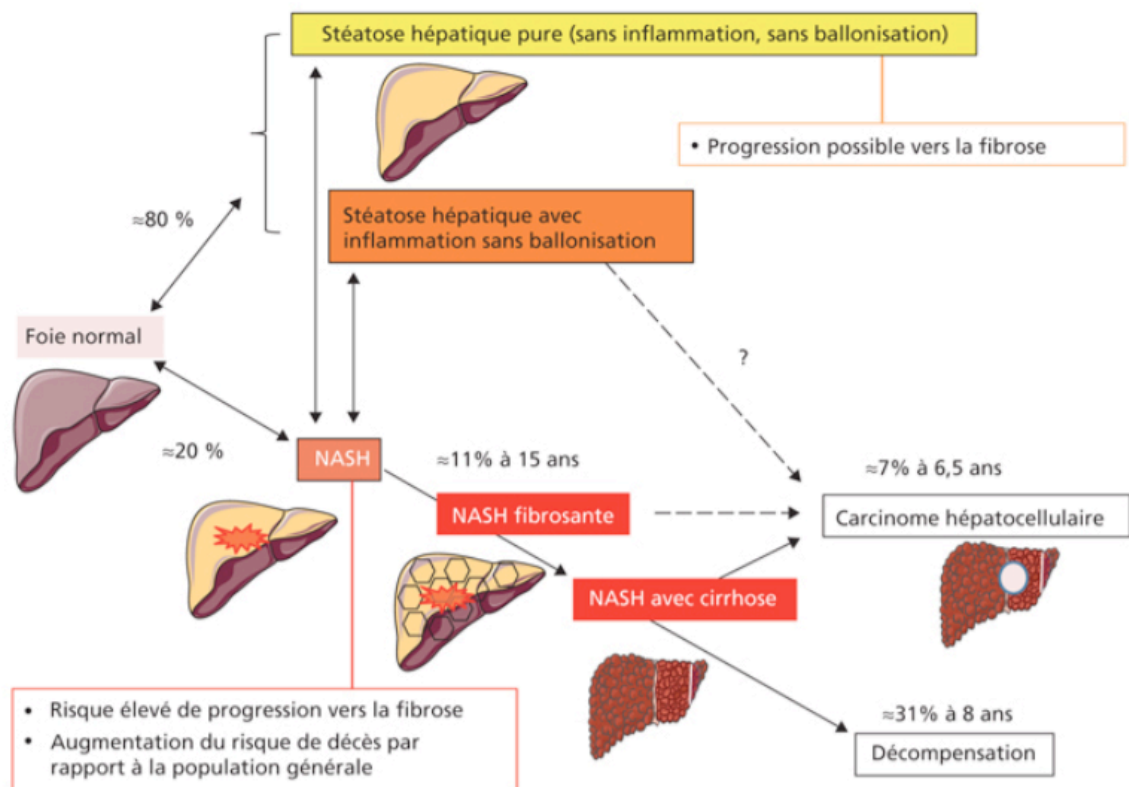 Stéatose hépatique pure (sans inflammation, sans ballonisation)
• Progression possible vers la fibrose
≈80 %
Stéatose hépatique avec
inflammation sans ballonisation
Foie normal
?
≈20 %
NASH
≈11% à 15 ans
≈7% à 6,5 ans
NASH fibrosante
Carcinome hépatocellulaire
NASH avec cirrhose
• Risque élevé de progression vers la fibrose
• Augmentation du risque de décès par
rapport à la population générale
≈31% à 8 ans
Décompensation